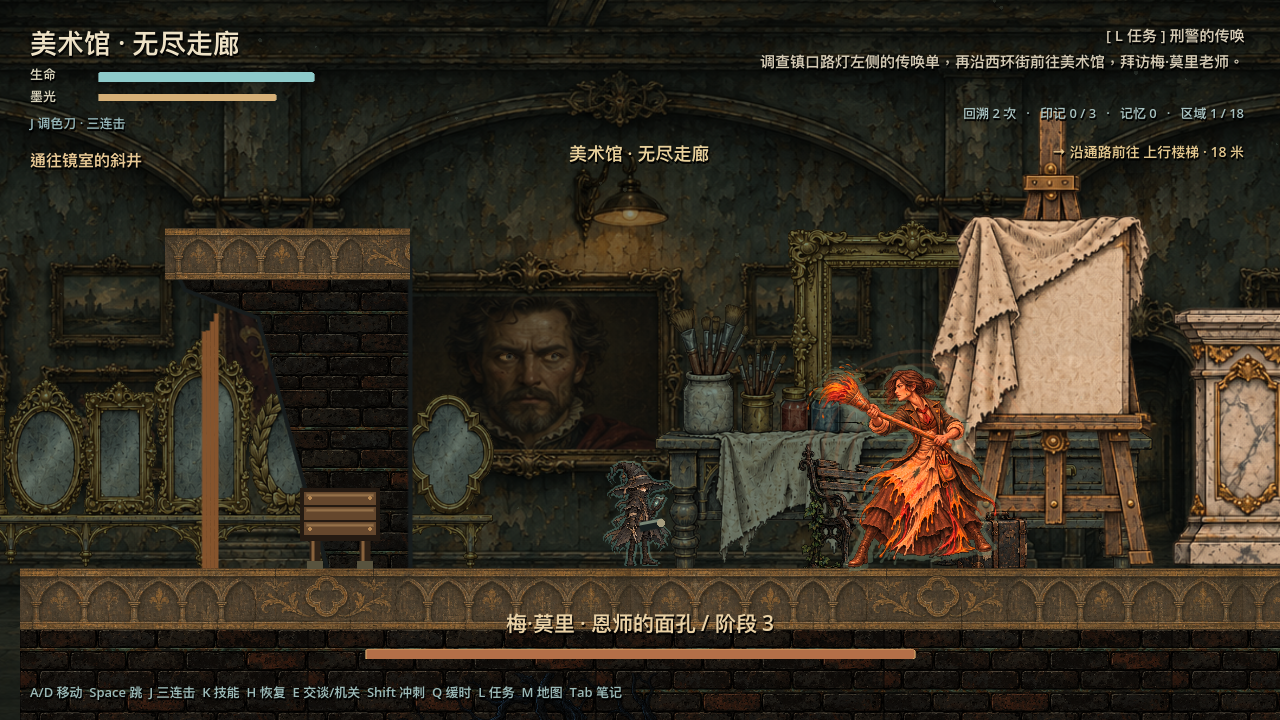 美术馆 · 无尽走廊
生命
墨光
J 调色刀 · 三连击
通往镜室的斜井
[ L 任务 ] 刑警的传唤
调查镇口路灯左侧的传唤单，再沿西环街前往美术馆，拜访梅·莫里老师。
回溯 2 次 · 印记 0 / 3 · 记忆 0 · 区域 1 / 18
→ 沿通路前往 上行楼梯 · 18 米
美术馆 · 无尽走廊
梅·莫里 · 恩师的面孔 / 阶段 3
A/D 移动 Space 跳 J 三连击 K 技能 H 恢复 E 交谈/机关 Shift 冲刺 Q 缓时 L 任务 M 地图 Tab 笔记